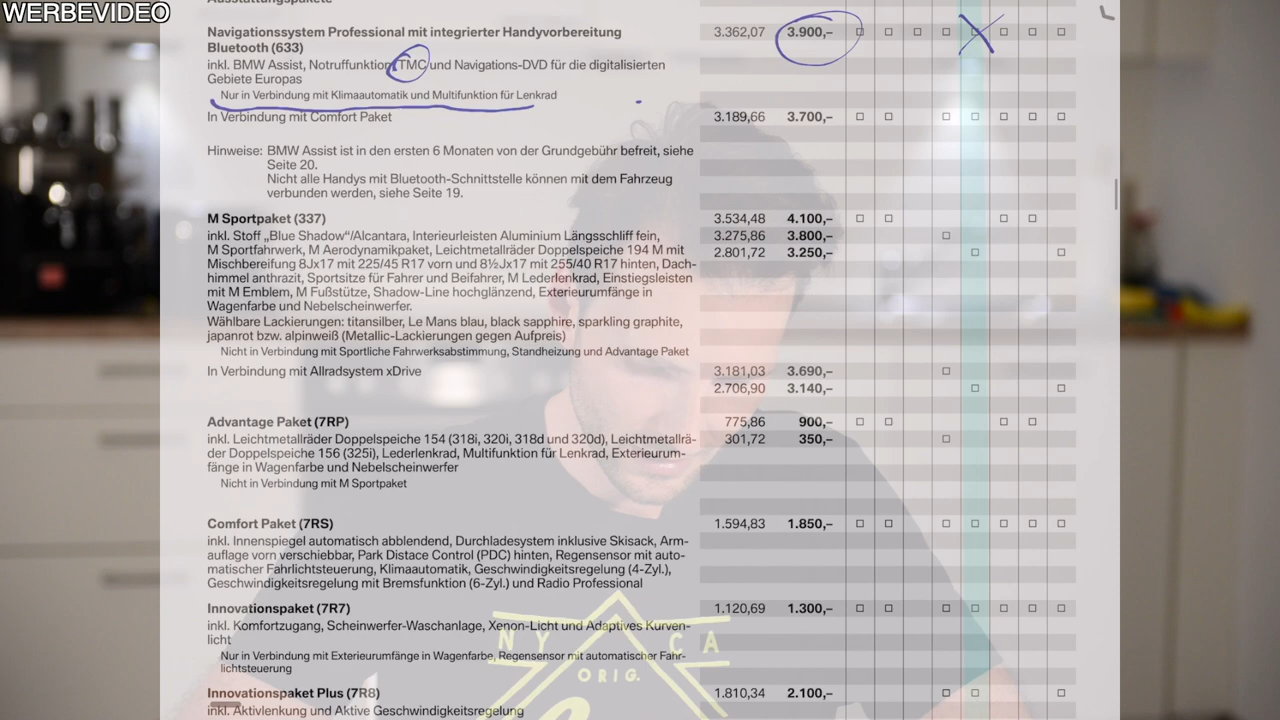 WERBEVIDEO
Ausstattungspakete
Navigationssystem Professional mit integrierter Handyvorbereitung 3.362,07 3.900,–
Bluetooth (633)
inkl. BMW Assist, Notruffunktion, TMC und Navigations-DVD für die digitalisierten
Gebiete Europas
Nur in Verbindung mit Klimaautomatik und Multifunktion für Lenkrad
In Verbindung mit Comfort Paket 3.189,66 3.700,–
Hinweise: BMW Assist ist in den ersten 6 Monaten von der Grundgebühr befreit, siehe
Seite 20.
Nicht alle Handys mit Bluetooth-Schnittstelle können mit dem Fahrzeug
verbunden werden, siehe Seite 19.
M Sportpaket (337) 3.534,48 4.100,–
inkl. Stoff „Blue Shadow“/Alcantara, Interieurleisten Aluminium Längsschliff fein, 3.275,86 3.800,–
M Sportfahrwerk, M Aerodynamikpaket, Leichtmetallräder Doppelspeiche 194 M mit 2.801,72 3.250,–
Mischbereifung 8Jx17 mit 225/45 R17 vorn und 8½Jx17 mit 255/40 R17 hinten, Dach-
himmel anthrazit, Sportsitze für Fahrer und Beifahrer, M Lederlenkrad, Einstiegsleisten
mit M Emblem, M Fußstütze, Shadow-Line hochglänzend, Exterieurumfänge in
Wagenfarbe und Nebelscheinwerfer.
Wählbare Lackierungen: titansilber, Le Mans blau, black sapphire, sparkling graphite,
japanrot bzw. alpinweiß (Metallic-Lackierungen gegen Aufpreis)
Nicht in Verbindung mit Sportliche Fahrwerksabstimmung, Standheizung und Advantage Paket
In Verbindung mit Allradsystem xDrive 3.181,03 3.690,–
2.706,90 3.140,–
Advantage Paket (7RP) 775,86 900,–
inkl. Leichtmetallräder Doppelspeiche 154 (318i, 320i, 318d und 320d), Leichtmetallrä- 301,72 350,–
der Doppelspeiche 156 (325i), Lederlenkrad, Multifunktion für Lenkrad, Exterieurum-
fänge in Wagenfarbe und Nebelscheinwerfer
Nicht in Verbindung mit M Sportpaket
Comfort Paket (7RS) 1.594,83 1.850,–
inkl. Innenspiegel automatisch abblendend, Durchladesystem inklusive Skisack, Arm-
auflage vorn verschiebbar, Park Distace Control (PDC) hinten, Regensensor mit auto-
matischer Fahrlichtsteuerung, Klimaautomatik, Geschwindigkeitsregelung (4-Zyl.),
Geschwindigkeitsregelung mit Bremsfunktion (6-Zyl.) und Radio Professional
Innovationspaket (7R7) 1.120,69 1.300,–
inkl. Komfortzugang, Scheinwerfer-Waschanlage, Xenon-Licht und Adaptives Kurven-
licht
Nur in Verbindung mit Exterieurumfänge in Wagenfarbe, Regensensor mit automatischer Fahr-
lichtsteuerung
NY CA
ORIG.
Innovationspaket Plus (7R8) 1.810,34 2.100,–
inkl. Aktivlenkung und Aktive Geschwindigkeitsregelung